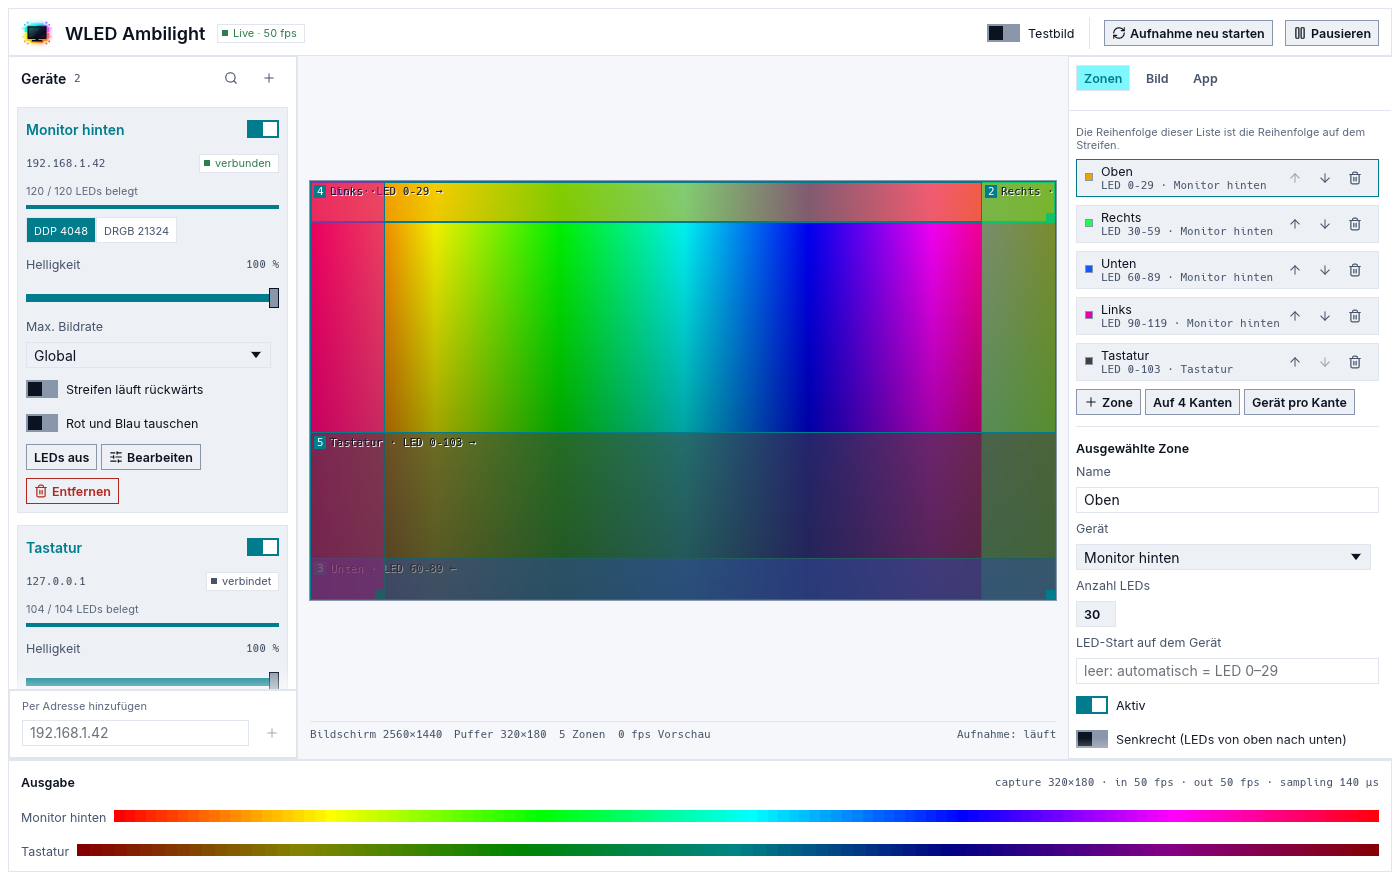 WLED Ambilight
Live · 50 fps
Testbild
Aufnahme neu starten
Pausieren
Geräte 2
Monitor hinten
192.168.1.42
verbunden
120 / 120 LEDs belegt
DDP 4048
DRGB 21324
Helligkeit
100 %
Max. Bildrate
Global
Streifen läuft rückwärts
Rot und Blau tauschen
LEDs aus
Bearbeiten
Entfernen
Tastatur
127.0.0.1
verbindet
104 / 104 LEDs belegt
Helligkeit
100 %
Per Adresse hinzufügen
192.168.1.42
4 Links · LED 0-29 →
2 Rechts ·
5 Tastatur · LED 0-103 →
3 Unten · LED 60-89 →
Bildschirm 2560×1440 Puffer 320×180 5 Zonen 0 fps Vorschau
Aufnahme: läuft
Zonen
Bild
App
Die Reihenfolge dieser Liste ist die Reihenfolge auf dem
Streifen.
Oben
LED 0-29 · Monitor hinten
Rechts
LED 30-59 · Monitor hinten
Unten
LED 60-89 · Monitor hinten
Links
LED 90-119 · Monitor hinten
Tastatur
LED 0-103 · Tastatur
+ Zone
Auf 4 Kanten
Gerät pro Kante
Ausgewählte Zone
Name
Oben
Gerät
Monitor hinten
Anzahl LEDs
30
LED-Start auf dem Gerät
leer: automatisch = LED 0–29
Aktiv
Senkrecht (LEDs von oben nach unten)
Ausgabe
capture 320×180 · in 50 fps · out 50 fps · sampling 140 µs
Monitor hinten
Tastatur